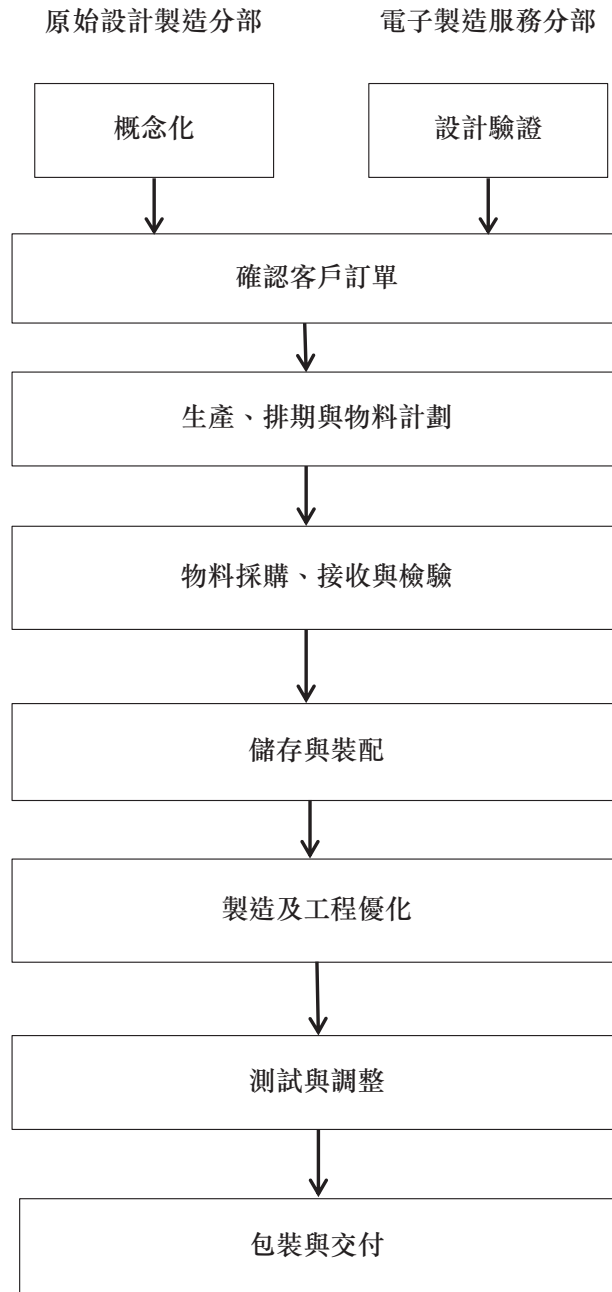 原始設計製造分部
電子製造服務分部
概念化
設計驗證
確認客戶訂單
生產、排期與物料計劃
物料採購、接收與檢驗
儲存與裝配
製造及工程優化
測試與調整
包裝與交付